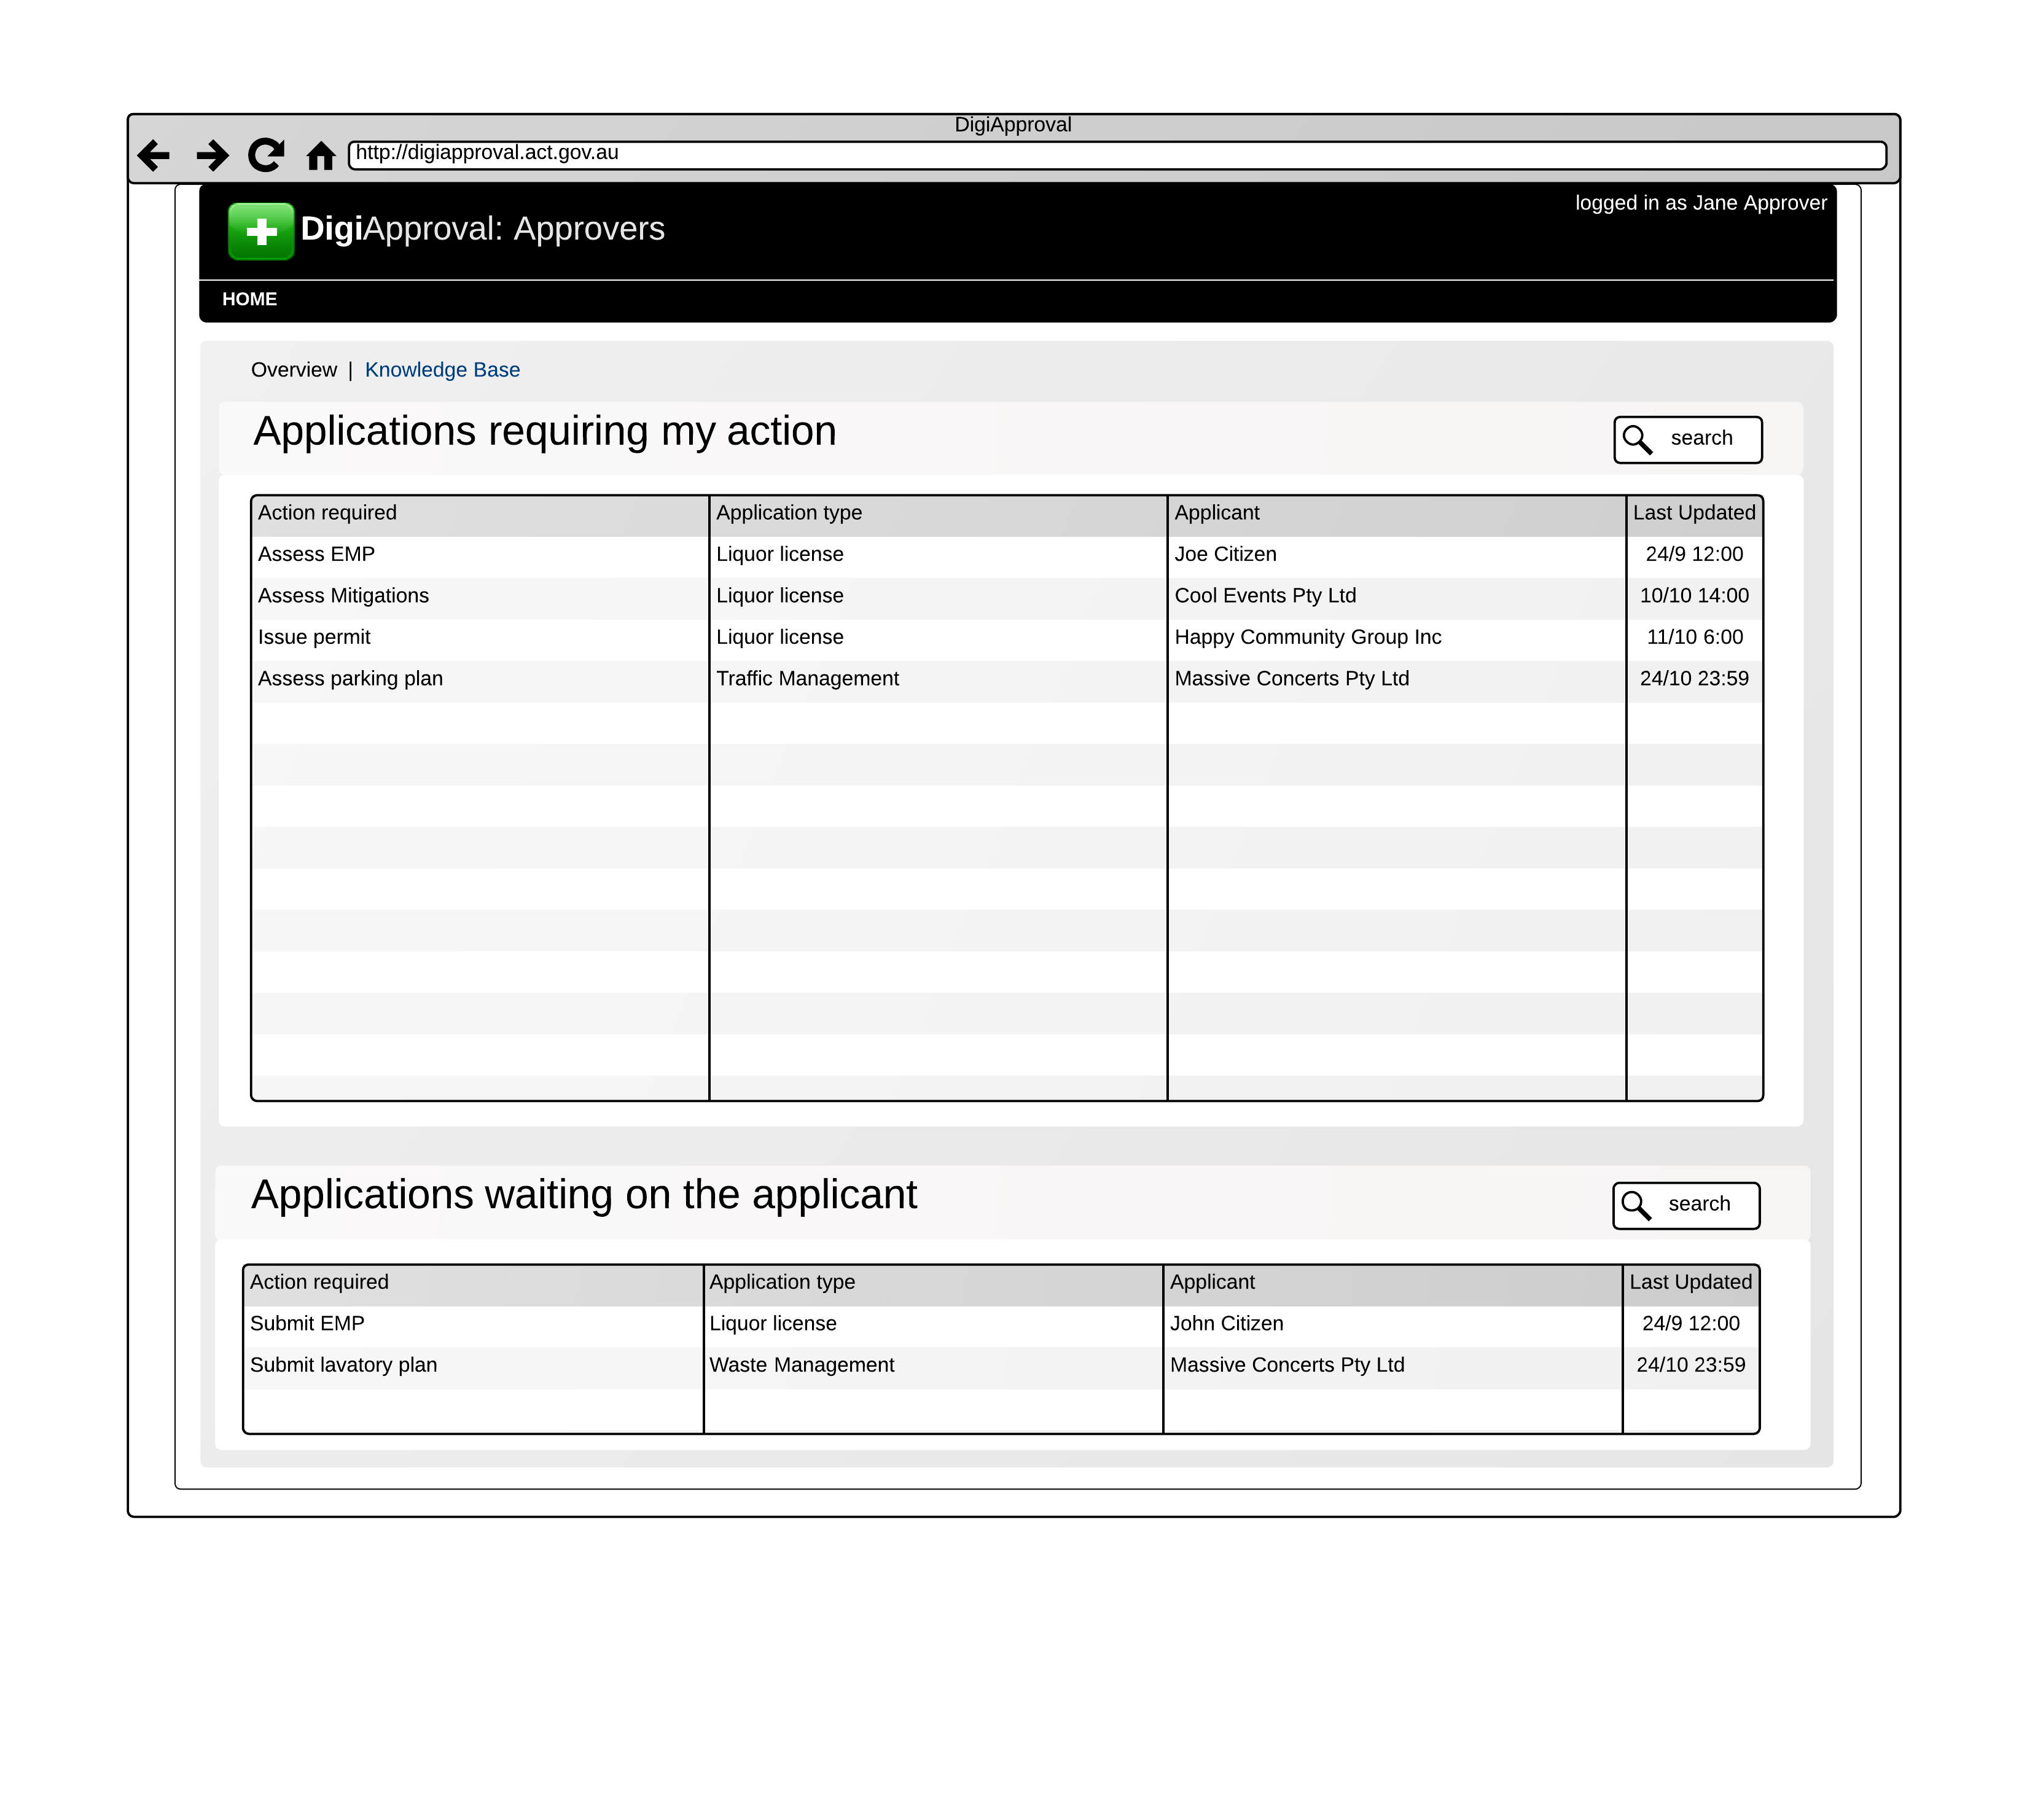 DigiApproval
http://digiapproval.act.gov.au
logged in as Jane Approver
DigiApproval: Approvers
HOME
Overview | Knowledge Base
Applications requiring my action
search
Action required Application type Applicant Last Updated
Assess EMP Liquor license Joe Citizen 24/9 12:00
Assess Mitigations Liquor license Cool Events Pty Ltd 10/10 14:00
Issue permit Liquor license Happy Community Group Inc 11/10 6:00
Assess parking plan Traffic Management Massive Concerts Pty Ltd 24/10 23:59
Applications waiting on the applicant
search
Action required Application type Applicant Last Updated
Submit EMP Liquor license John Citizen 24/9 12:00
Submit lavatory plan Waste Management Massive Concerts Pty Ltd 24/10 23:59